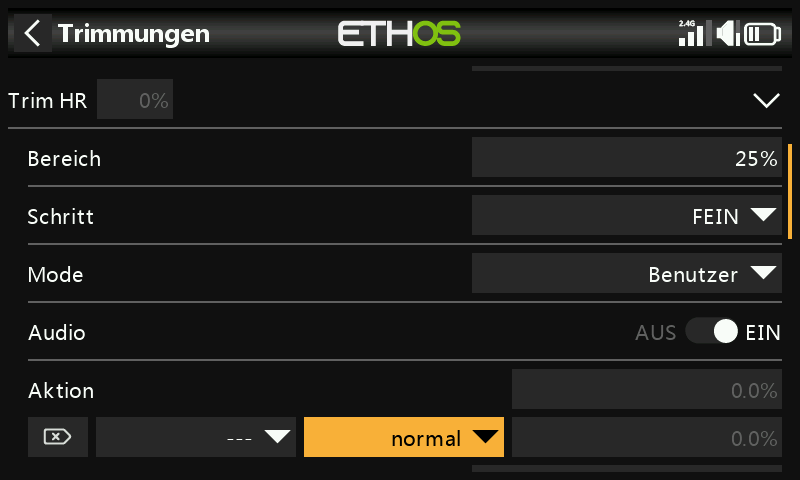 Trimmungen ETHOS 2.4G
Trim HR 0%
Bereich 25%
Schritt FEIN
Mode Benutzer
Audio AUS EIN
Aktion 0.0%
--- normal 0.0%